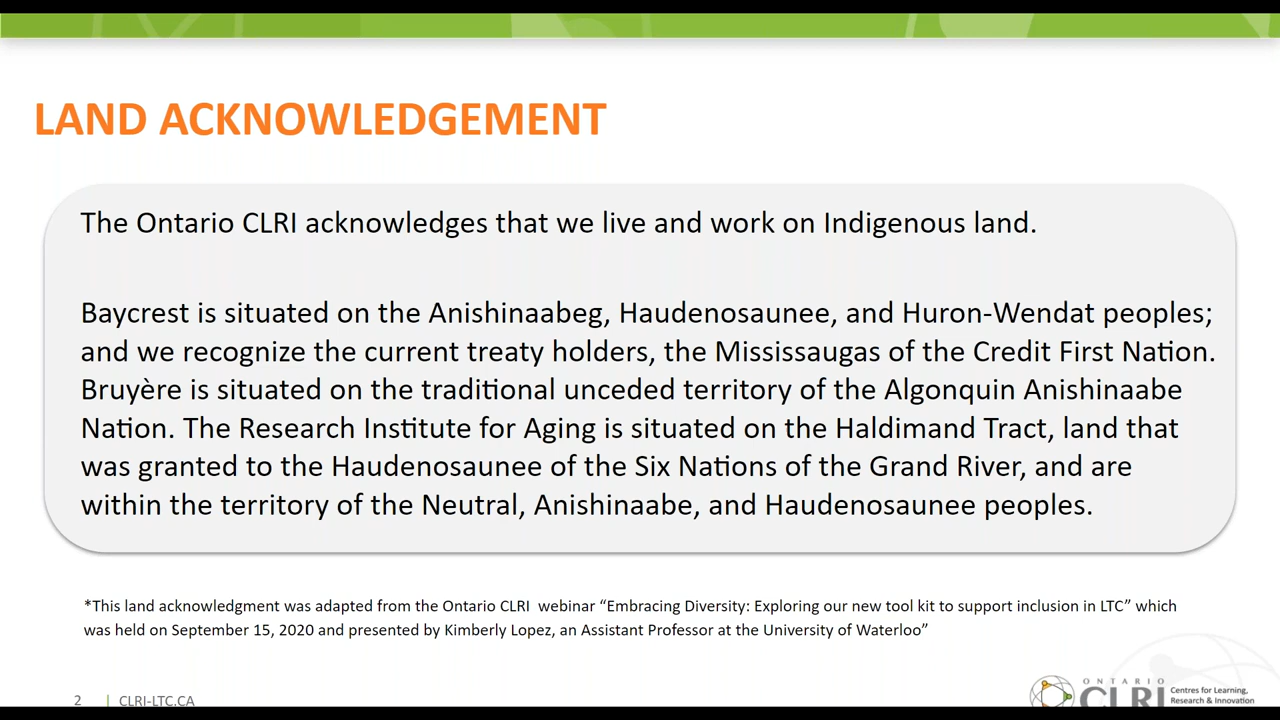 LAND ACKNOWLEDGEMENT
The Ontario CLRI acknowledges that we live and work on Indigenous land.
Baycrest is situated on the Anishinaabeg, Haudenosaunee, and Huron-Wendat peoples;
and we recognize the current treaty holders, the Mississaugas of the Credit First Nation.
Bruyère is situated on the traditional unceded territory of the Algonquin Anishinaabe
Nation. The Research Institute for Aging is situated on the Haldimand Tract, land that
was granted to the Haudenosaunee of the Six Nations of the Grand River, and are
within the territory of the Neutral, Anishinaabe, and Haudenosaunee peoples.
*This land acknowledgment was adapted from the Ontario CLRI  webinar “Embracing Diversity: Exploring our new tool kit to support inclusion in LTC” which
was held on September 15, 2020 and presented by Kimberly Lopez, an Assistant Professor at the University of Waterloo”
2 | CLRI-LTC.CA
ONTARIO
CLRI
Centres for Learning,
Research & Innovation